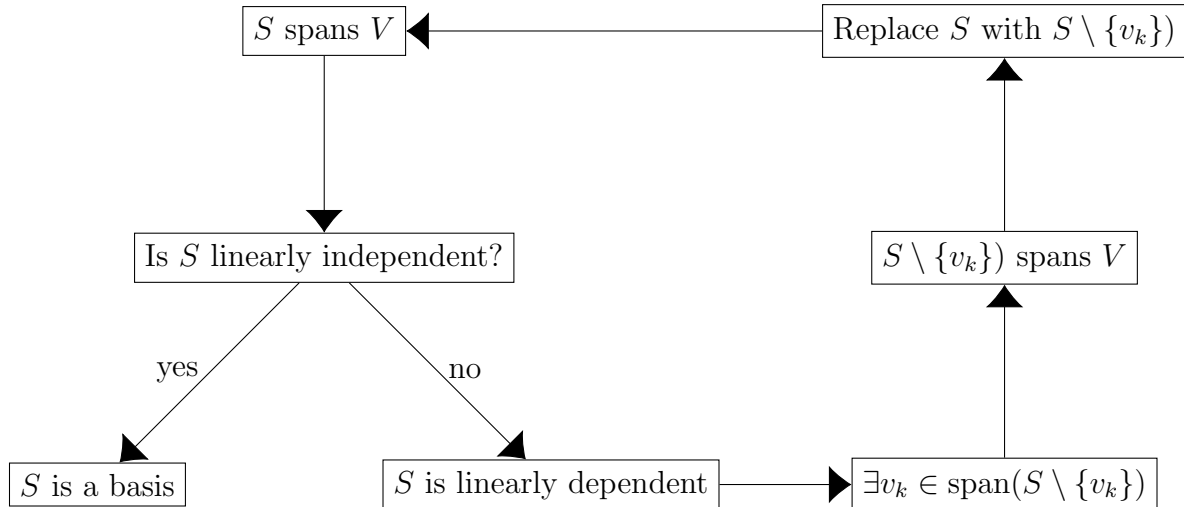 S spans V
Replace S with S \ {v_k})
Is S linearly independent?
S \ {v_k}) spans V
yes
no
S is a basis
S is linearly dependent
∃v_k ∈ span(S \ {v_k})